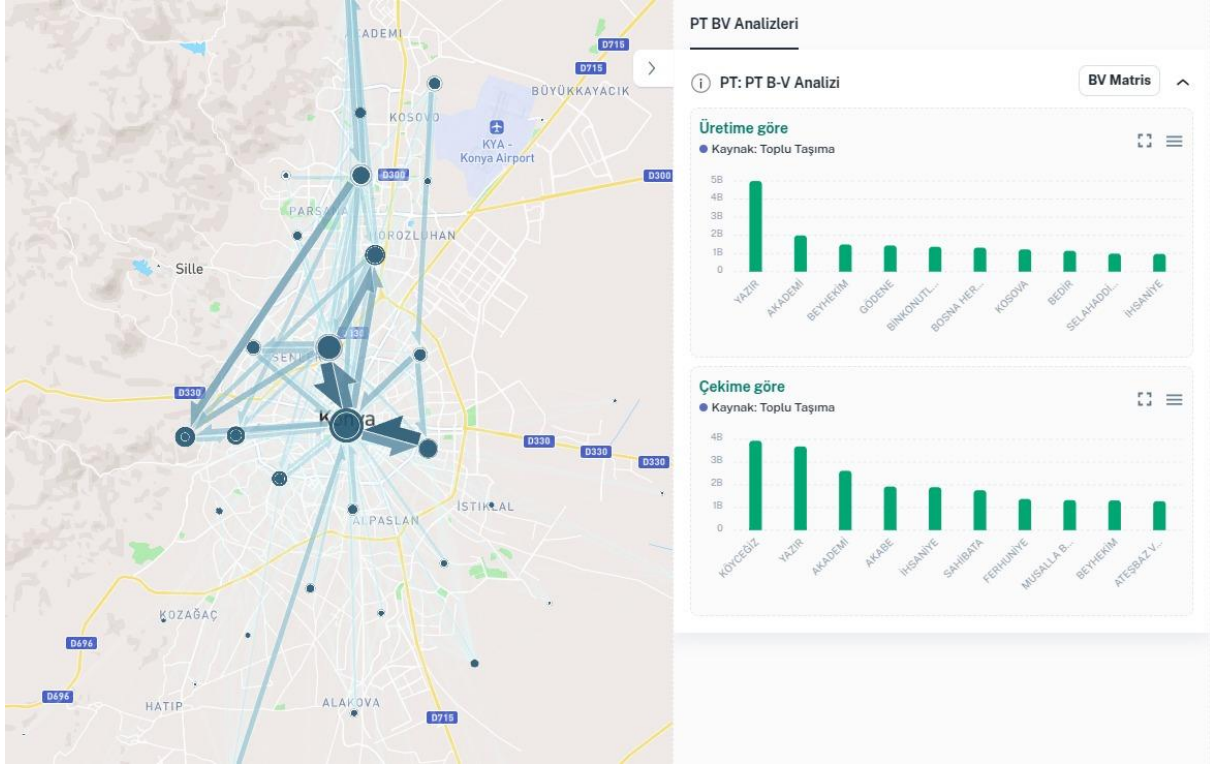 AKADEMİ
D715
D715
BÜYÜKKAYACIK
KOSOVO
KYA -
Konya Airport
D300
D300
PARSANA
HOROZLUHAN
Sille
D330
D330
Konya
D330
D330
D330
İSTİKLAL
ALPASLAN
KOZAĞAÇ
D696
D696
HATIP
ALAKOVA
D715
PT BV Analizleri
PT: PT B-V Analizi
BV Matris
Üretime göre
Kaynak: Toplu Taşıma
5B
4B
3B
2B
1B
0
YAZIR
AKADEMİ
BEYHEKİM
GÖDENE
BİNKONUTL...
BOSNA HER...
KOSOVA
BEDİR
SELAHADDİ...
İHSANİYE
Çekime göre
Kaynak: Toplu Taşıma
4B
3B
2B
1B
0
KÖYCEĞİZ
YAZIR
AKADEMİ
AKABE
İHSANİYE
SAHİBATA
FERHUNİYE
MUSALLA B...
BEYHEKİM
ATEŞBAZ V...